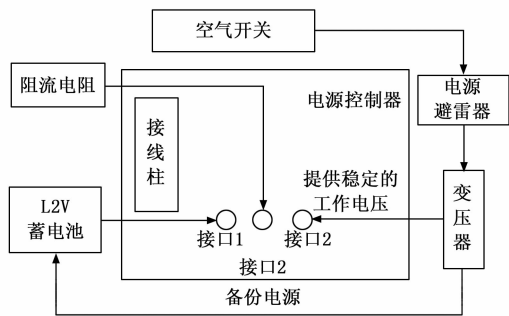 空气开关
阻流电阻
电源控制器
电源
避雷器
接
线
柱
提供稳定的
工作电压
变
压
器
L2V
蓄电池
接口1
接口2
接口2
备份电源